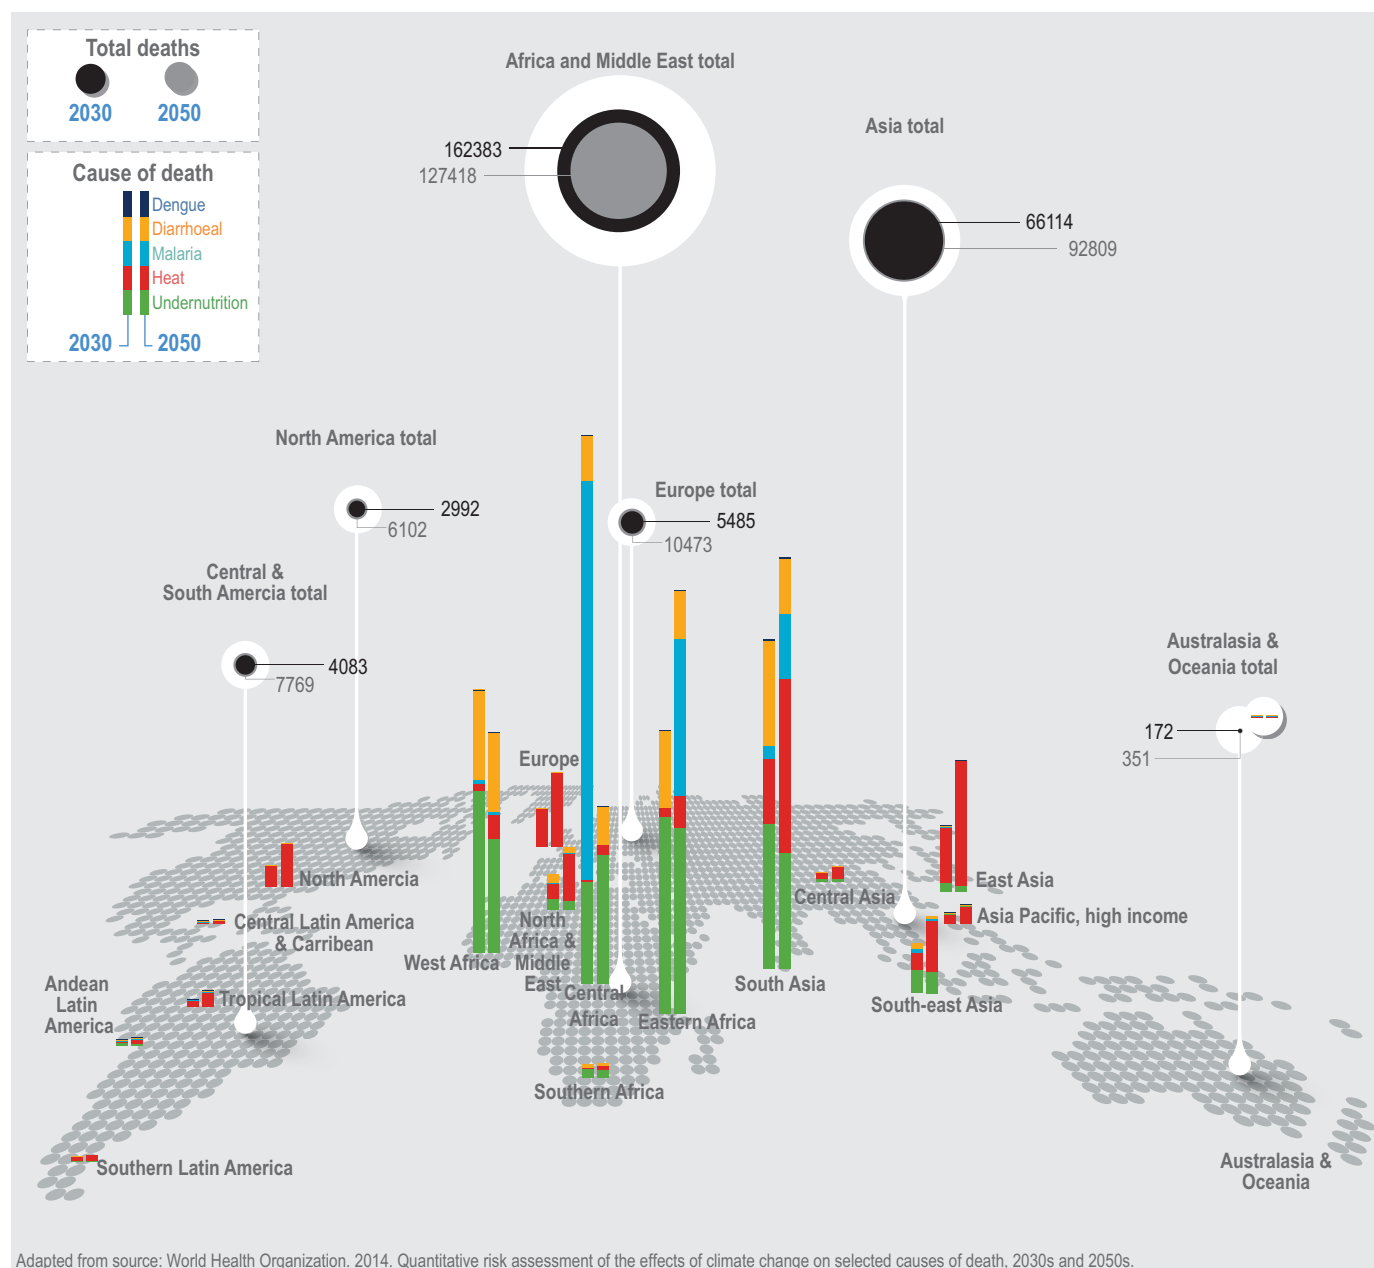 Total deaths
2030 2050
Cause of death
Dengue
Diarrhoeal
Malaria
Heat
Undernutrition
2030 2050
Africa and Middle East total
162383
127418
Asia total
66114
92809
North America total
2992
6102
Europe total
5485
10473
Central &
South Amercia total
4083
7769
Australasia &
Oceania total
172
351
Europe
North Amercia
Central Latin America
& Carribean
Andean
Latin
America
Tropical Latin America
Southern Latin America
West Africa
North
Africa &
Middle
East
Central
Africa
Eastern Africa
Southern Africa
South Asia
Central Asia
East Asia
Asia Pacific, high income
South-east Asia
Australasia &
Oceania
Adapted from source: World Health Organization. 2014. Quantitative risk assessment of the effects of climate change on selected causes of death, 2030s and 2050s.